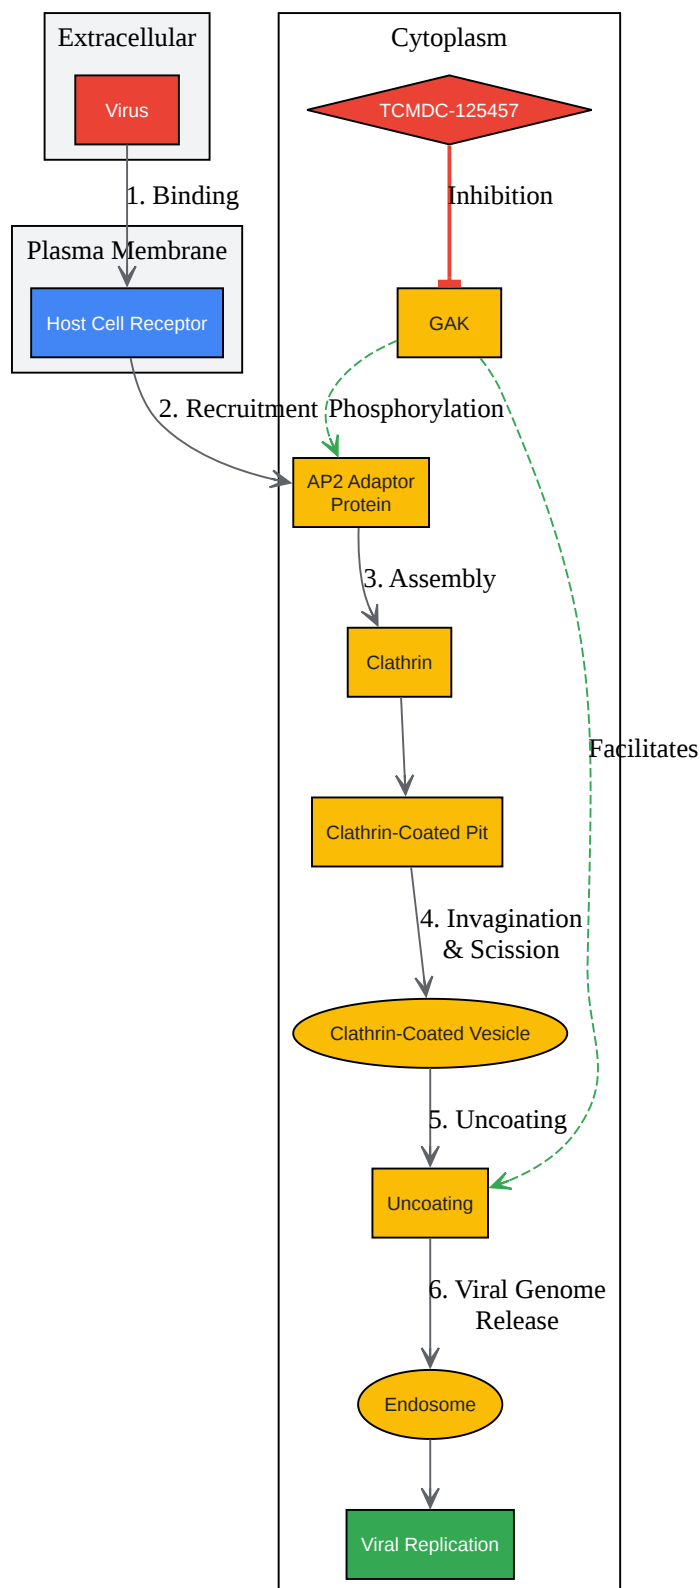 Extracellular
Cytoplasm
Virus
TCMDC-125457
1. Binding
Inhibition
Plasma Membrane
Host Cell Receptor
GAK
2. Recruitment
Phosphorylation
AP2 Adaptor
Protein
3. Assembly
Clathrin
Facilitates
Clathrin-Coated Pit
4. Invagination
& Scission
Clathrin-Coated Vesicle
5. Uncoating
Uncoating
6. Viral Genome
Release
Endosome
Viral Replication